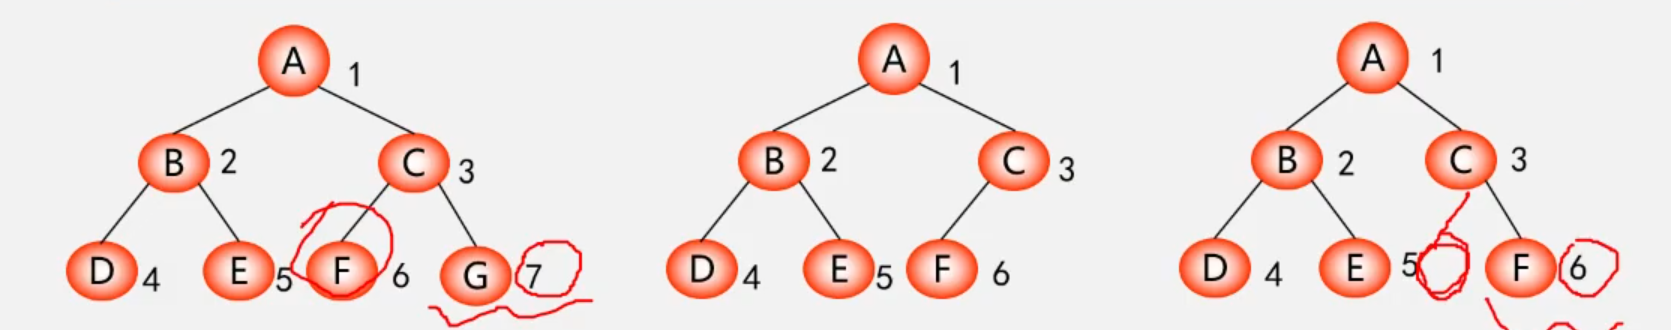 A 1 A 1 A 1
B 2 C 3 B 2 C 3 B 2 C 3
D 4 E 5 F 6 G 7 D 4 E 5 F 6 D 4 E 5 F 6